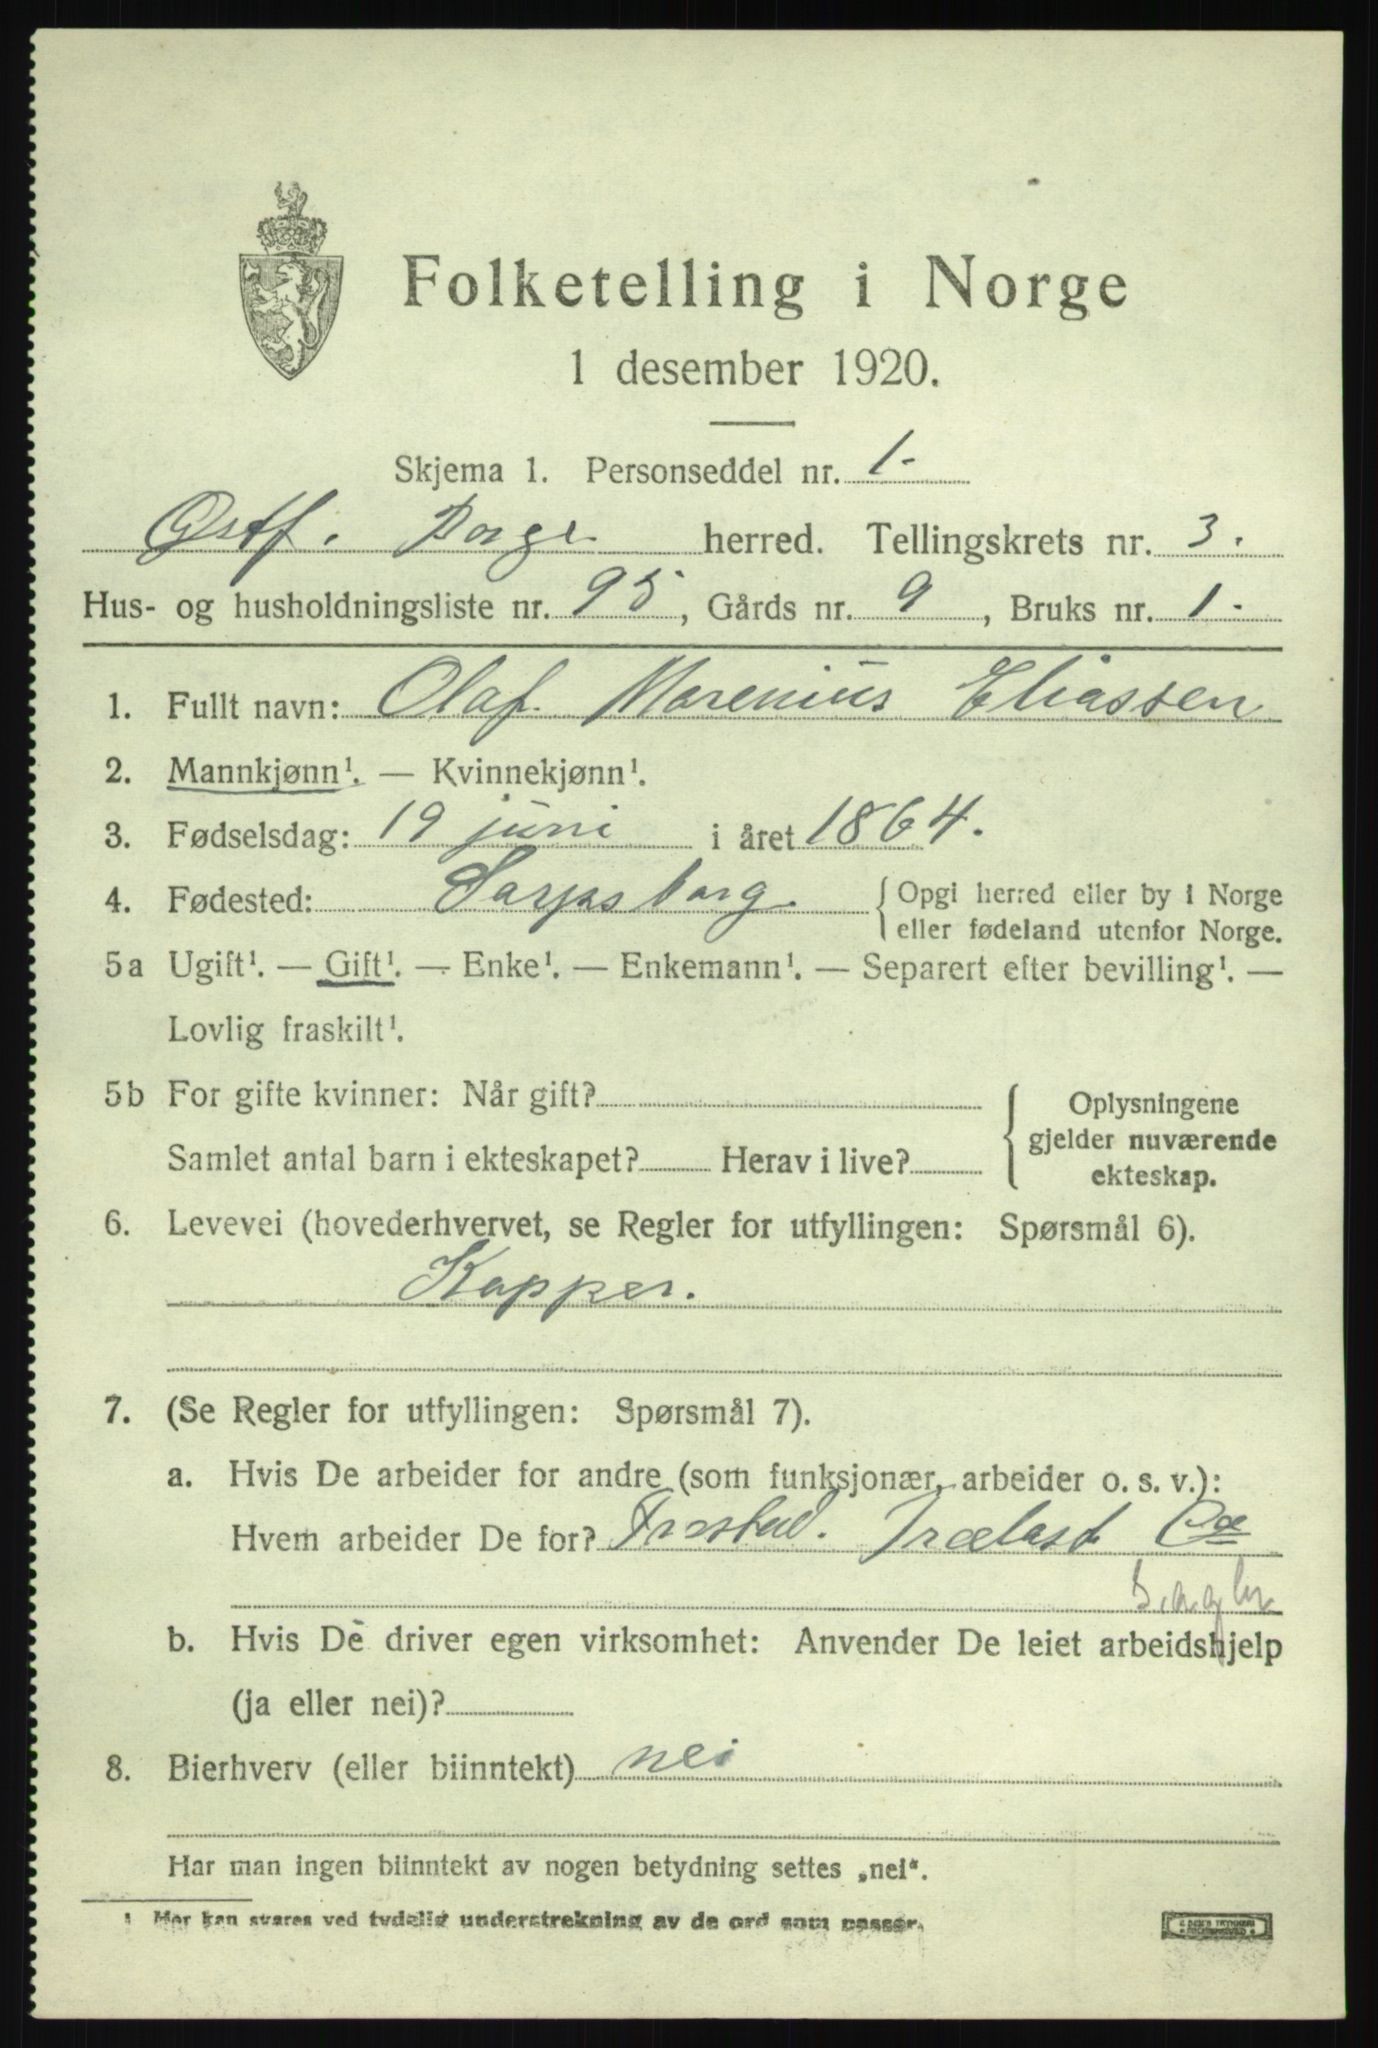 Folketelling i Norge
1 desember 1920.
Skjema 1. Personseddel nr. 1.
Østf. Borge herred. Tellingskrets nr. 3.
Hus- og husholdningsliste nr. 95, Gårds nr. 9, Bruks nr. 1.
1. Fullt navn: Olaf Marenius Eliassen
2. Mannkjønn¹. — Kvinnekjønn¹.
3. Fødselsdag: 19 juni i året 1864.
4. Fødested: Sarpsborg. { Opgi herred eller by i Norge
eller fødeland utenfor Norge.
5a Ugift¹. — Gift¹. — Enke¹. — Enkemann¹. — Separert efter bevilling¹. —
Lovlig fraskilt¹.
5b For gifte kvinner: Når gift?
Samlet antal barn i ekteskapet? Herav i live?
Oplysningene
gjelder nuværende
ekteskap.
6. Levevei (hovederhvervet, se Regler for utfyllingen: Spørsmål 6).
Kapper.
7. (Se Regler for utfyllingen: Spørsmål 7).
a. Hvis De arbeider for andre (som funksjonær, arbeider o. s. v.):
Hvem arbeider De for? Trælast Co
b. Hvis De driver egen virksomhet: Anvender De leiet arbeidshjelp
(ja eller nei)?
8. Bierhverv (eller biinntekt) nei
Har man ingen biinntekt av nogen betydning settes „nei“.
¹ Her kan svares ved tydelig understrekning av de ord som passer.